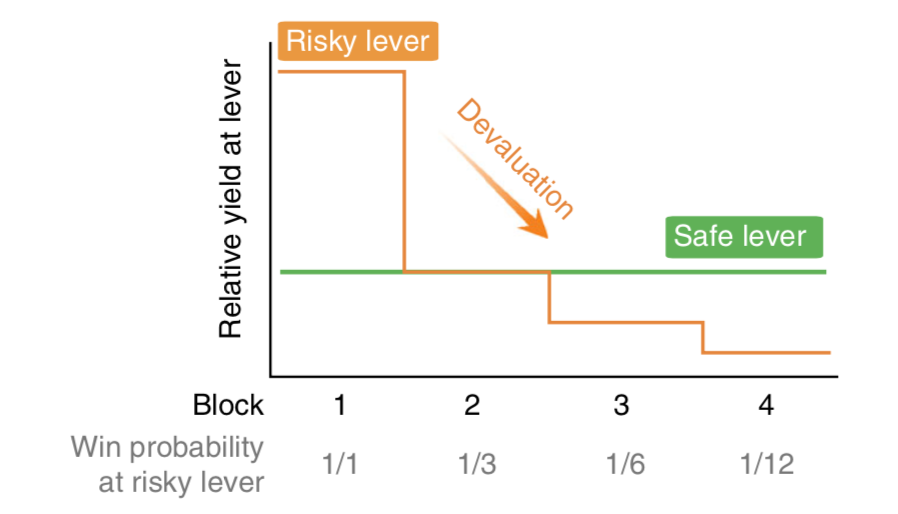 Risky lever
Relative yield at lever
Devaluation
Safe lever
Block 1 2 3 4
Win probability
at risky lever 1/1 1/3 1/6 1/12